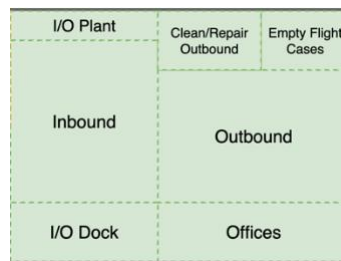 I/O Plant
Clean/Repair
Outbound
Empty Flight
Cases
Inbound
Outbound
I/O Dock
Offices